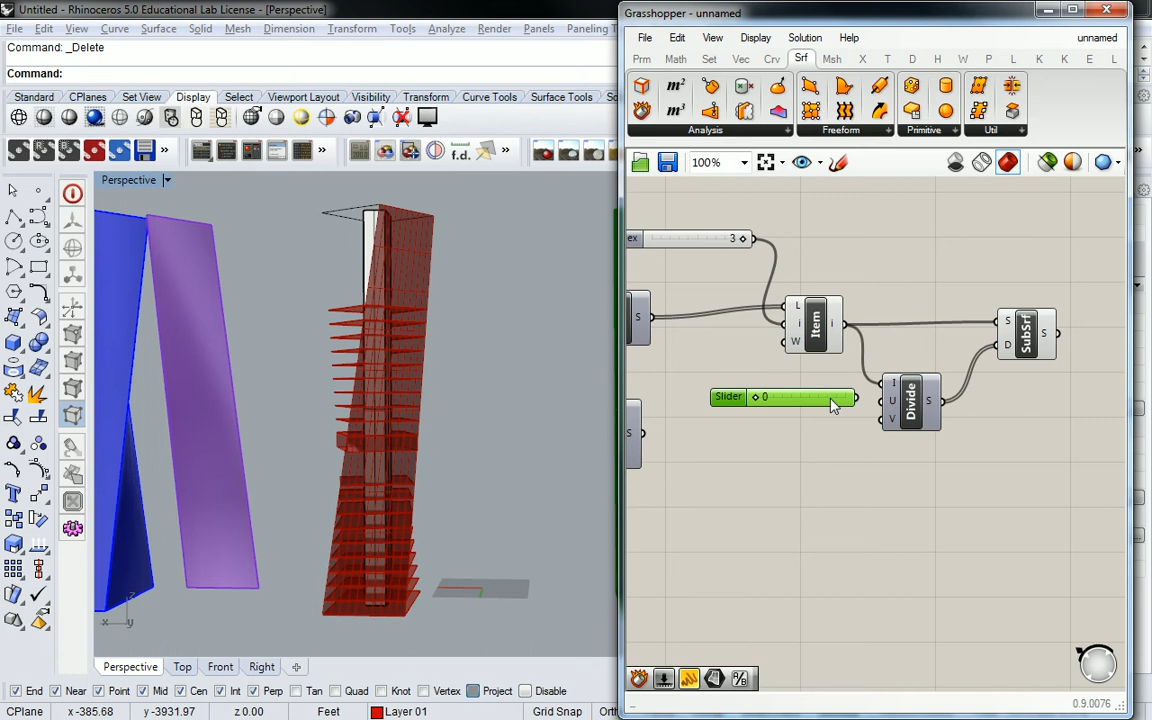 Untitled - Rhinoceros 5.0 Educational Lab License - [Perspective]
File Edit View Curve Surface Solid Mesh Dimension Transform Tools Analyze Render Panels Paneling T
Command: _Delete
Command:
Standard CPlanes Set View Display Select Viewport Layout Visibility Transform Curve Tools Surface Tools So
f.d.
Perspective
x y z
Perspective Top Front Right
End Near Point Mid Cen Int Perp Tan Quad Knot Vertex Project Disable
CPlane x -385.68 y -3931.97 z 0.00 Feet Layer 01 Grid Snap Orth
Grasshopper - unnamed
File Edit View Display Solution Help unnamed
Prm Math Set Vec Crv Srf Msh X T D H W P L K K E L
m² m³
Analysis Freeform Primitive Util
100%
ex 3
S
L i W Item i
S D SubSrf S
Slider 0
I U V Divide S
S
0.9.0076